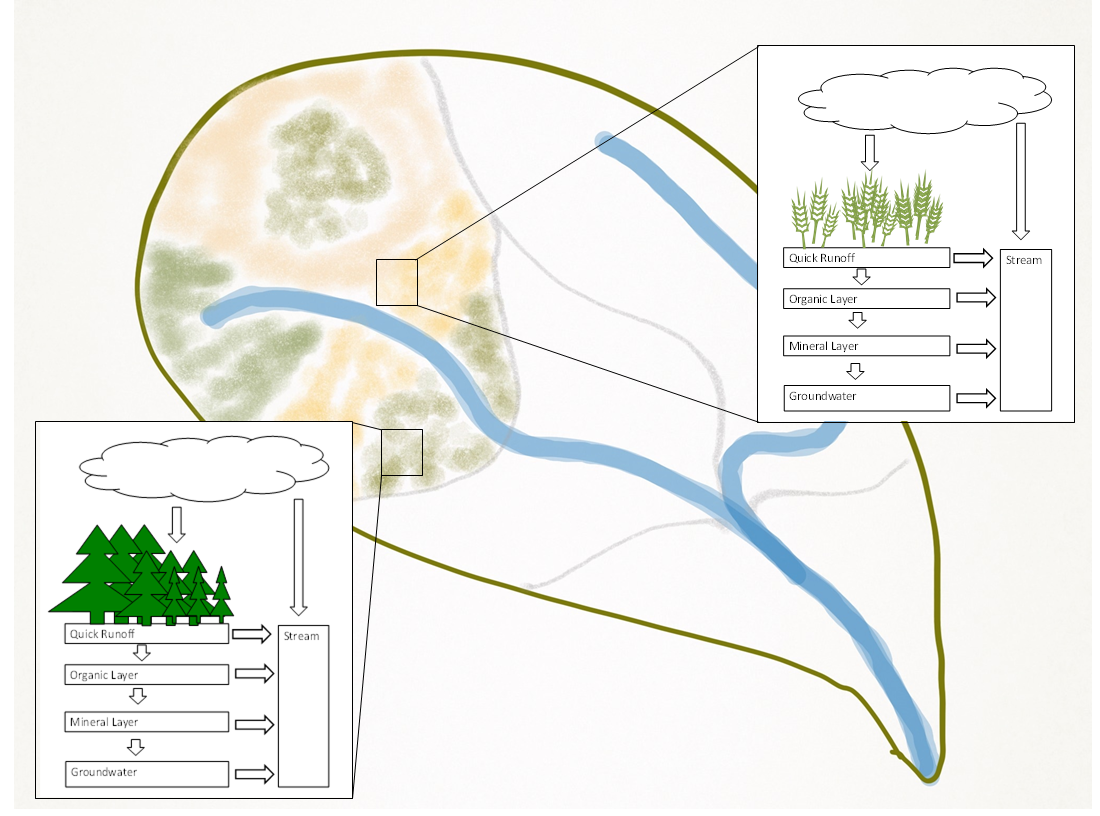 Quick Runoff
Stream
Organic Layer
Mineral Layer
Groundwater
Quick Runoff
Stream
Organic Layer
Mineral Layer
Groundwater